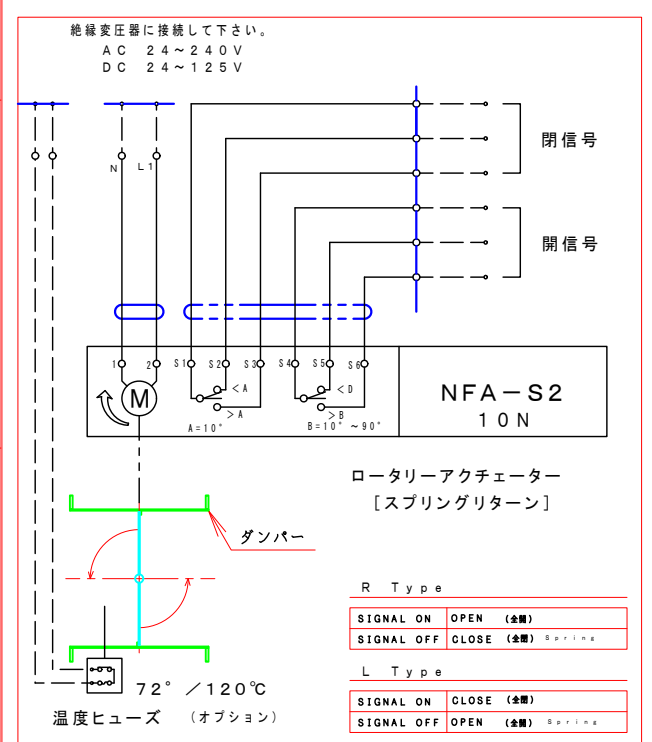 絶縁変圧器に接続して下さい。
AC 24~240V
DC 24~125V
N L1
閉信号
開信号
1 2 S1 S2 S3 S4 S5 S6
M
<A
>A
A=10°
<D
>B
B=10° ~90°
NFA-S2
10N
ロータリーアクチェーター
[スプリングリターン]
ダンパー
72° /120℃
温度ヒューズ (オプション)
R Type
SIGNAL ON OPEN (全開)
SIGNAL OFF CLOSE (全閉) Spring
L Type
SIGNAL ON CLOSE (全閉)
SIGNAL OFF OPEN (全開) Spring